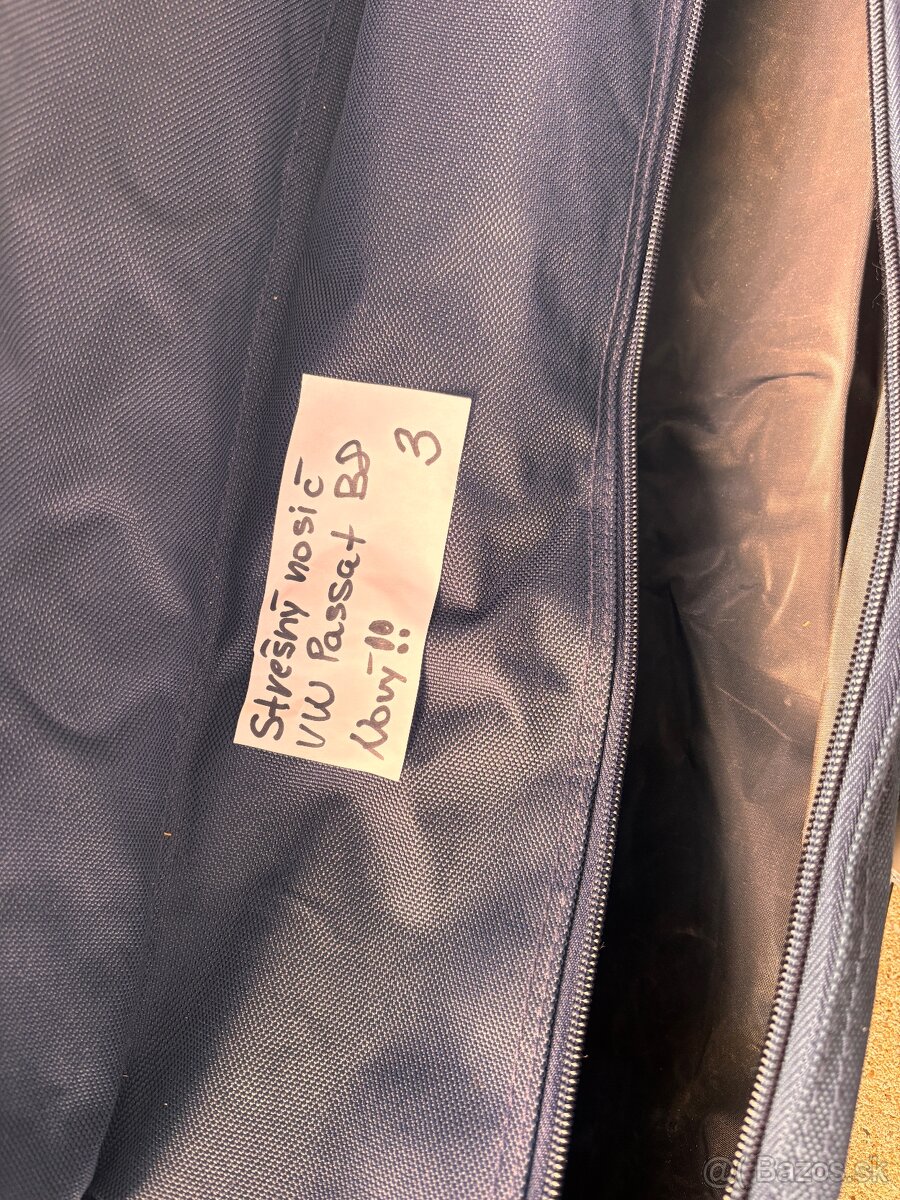 Strešný nosič
VW Passat B8
Nový!!
3
@Bazos.sk